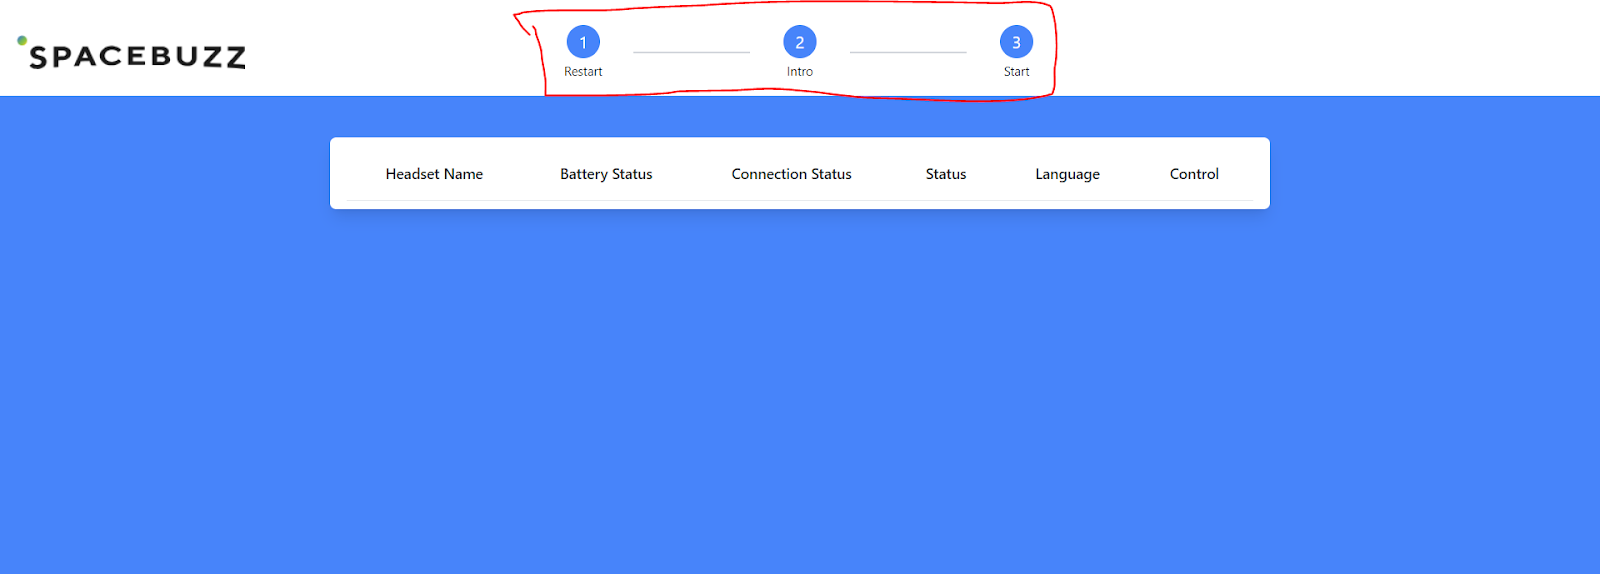 SPACEBUZZ
1 2 3
Restart Intro Start
Headset Name Battery Status Connection Status Status Language Control